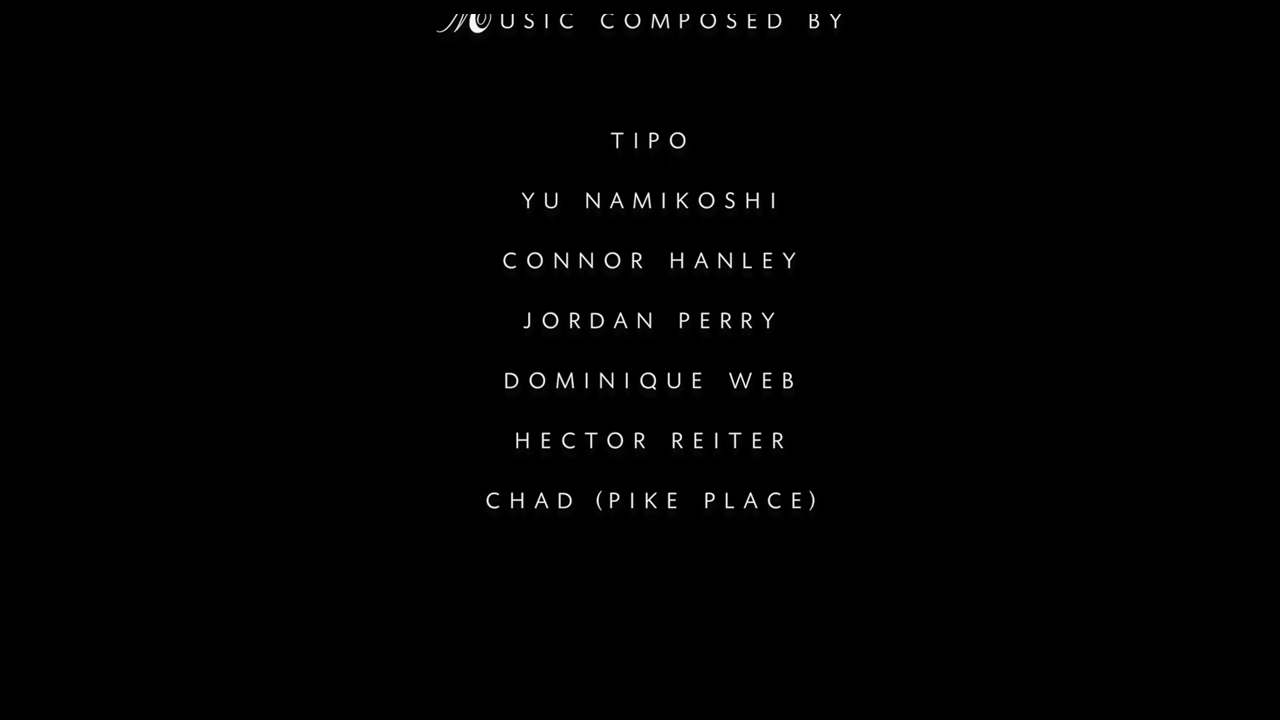 MUSIC COMPOSED BY
TIPO
YU NAMIKOSHI
CONNOR HANLEY
JORDAN PERRY
DOMINIQUE WEB
HECTOR REITER
CHAD (PIKE PLACE)